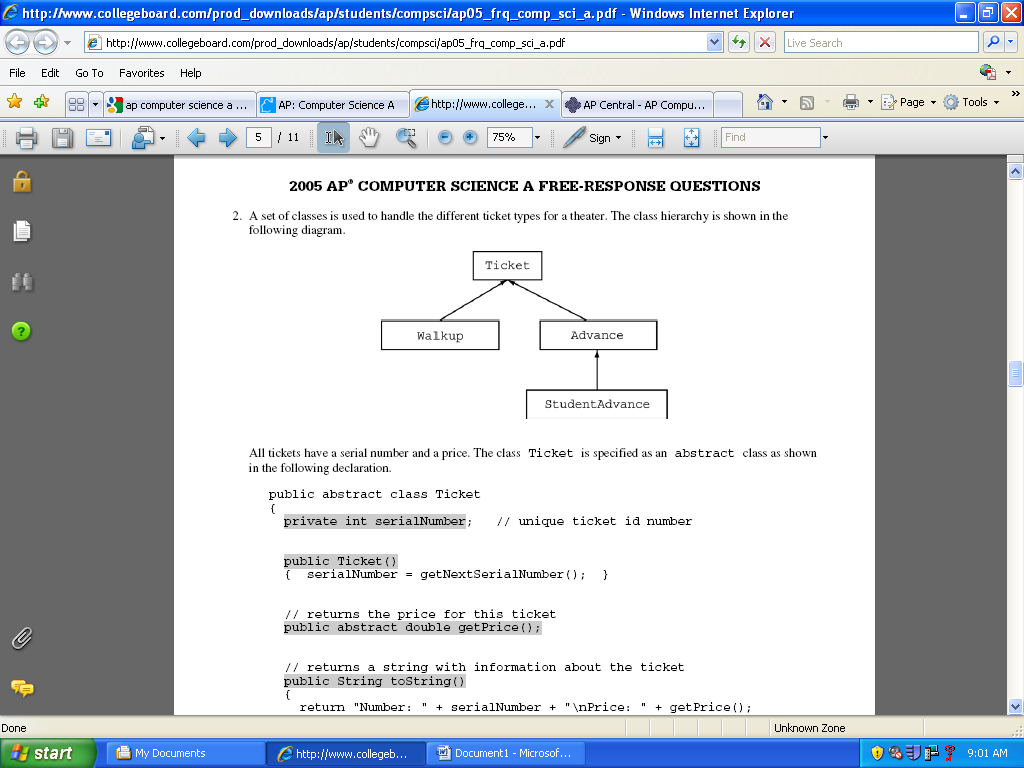 http://www.collegeboard.com/prod_downloads/ap/students/compsci/ap05_frq_comp_sci_a.pdf - Windows Internet Explorer
http://www.collegeboard.com/prod_downloads/ap/students/compsci/ap05_frq_comp_sci_a.pdf
Live Search
File Edit Go To Favorites Help
ap computer science a ... AP: Computer Science A http://www.college... AP Central - AP Compu... Page Tools
5 / 11 75% Sign Find
2005 AP® COMPUTER SCIENCE A FREE-RESPONSE QUESTIONS
2. A set of classes is used to handle the different ticket types for a theater. The class hierarchy is shown in the
following diagram.
Ticket
Walkup Advance
StudentAdvance
All tickets have a serial number and a price. The class Ticket is specified as an abstract class as shown
in the following declaration.
public abstract class Ticket
{
private int serialNumber; // unique ticket id number
public Ticket()
{ serialNumber = getNextSerialNumber(); }
// returns the price for this ticket
public abstract double getPrice();
// returns a string with information about the ticket
public String toString()
{
return "Number: " + serialNumber + "\nPrice: " + getPrice();
Done Unknown Zone
start My Documents http://www.collegeb... Document1 - Microsof... 9:01 AM